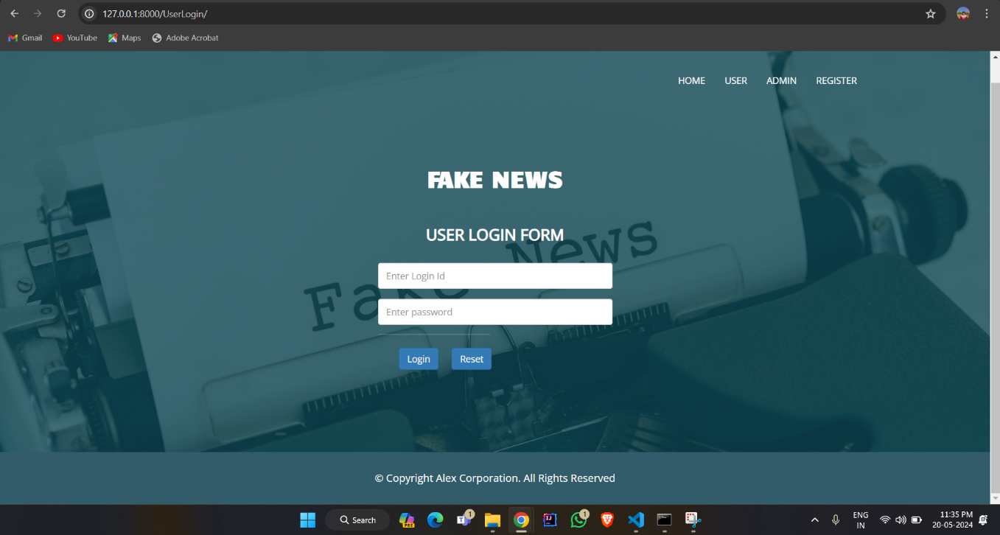 127.0.0.1:8000/UserLogin/
Gmail YouTube Maps Adobe Acrobat
HOME USER ADMIN REGISTER
FAKE NEWS
USER LOGIN FORM
Fake News
Enter Login Id
Enter password
Login Reset
© Copyright Alex Corporation. All Rights Reserved
Search PRE 1 1 ENG 11:35 PM
IN 20-05-2024